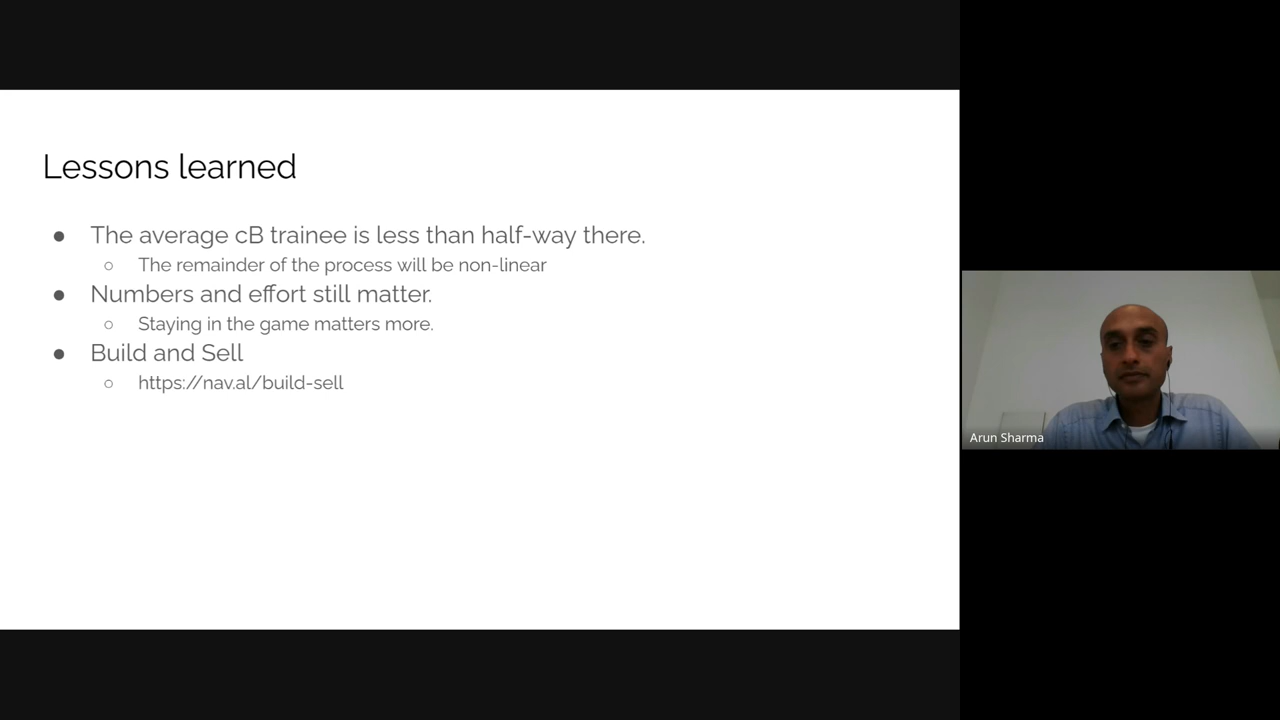 Lessons learned
● The average cB trainee is less than half-way there.
○ The remainder of the process will be non-linear
● Numbers and effort still matter.
○ Staying in the game matters more.
● Build and Sell
○ https://nav.al/build-sell
Arun Sharma